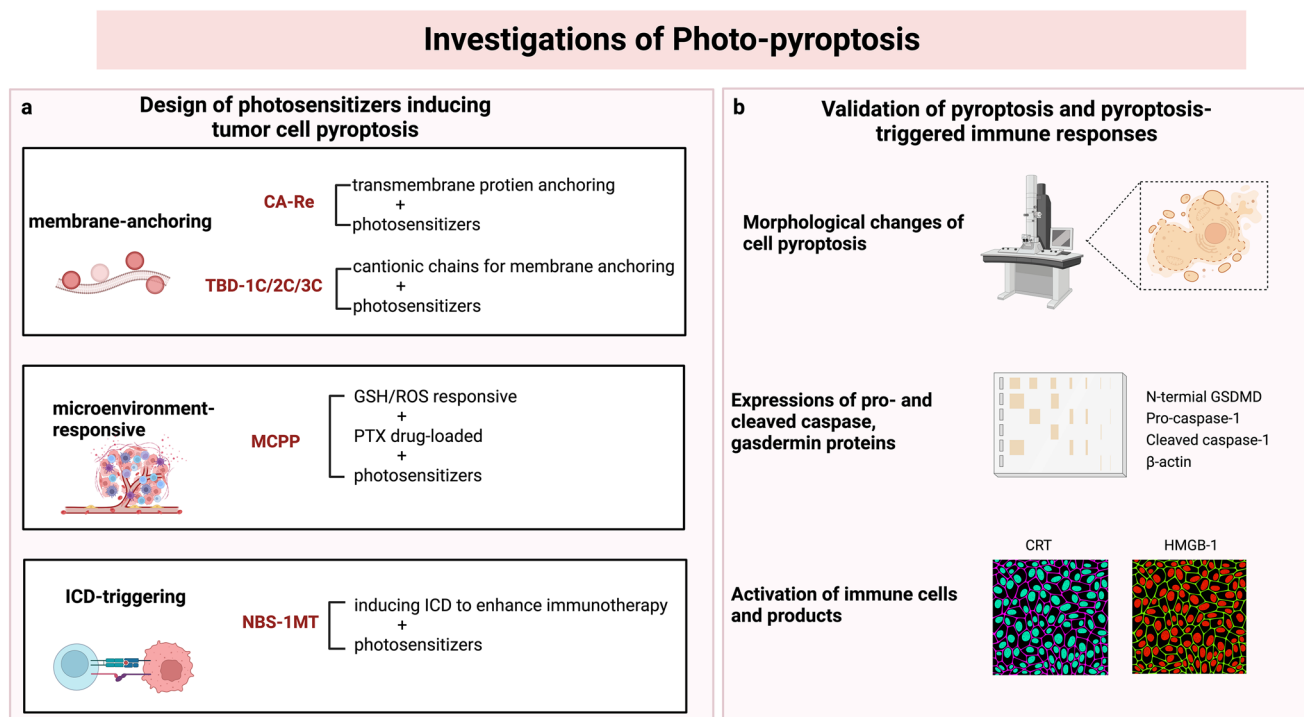 Investigations of Photo-pyroptosis
a
Design of photosensitizers inducing
tumor cell pyroptosis
membrane-anchoring
CA-Re
transmembrane protien anchoring
+
photosensitizers
TBD-1C/2C/3C
cantionic chains for membrane anchoring
+
photosensitizers
microenvironment-
responsive
MCPP
GSH/ROS responsive
+
PTX drug-loaded
+
photosensitizers
ICD-triggering
NBS-1MT
inducing ICD to enhance immunotherapy
+
photosensitizers
b
Validation of pyroptosis and pyroptosis-
triggered immune responses
Morphological changes of
cell pyroptosis
Expressions of pro- and
cleaved caspase,
gasdermin proteins
N-termial GSDMD
Pro-caspase-1
Cleaved caspase-1
β-actin
Activation of immune cells
and products
CRT
HMGB-1